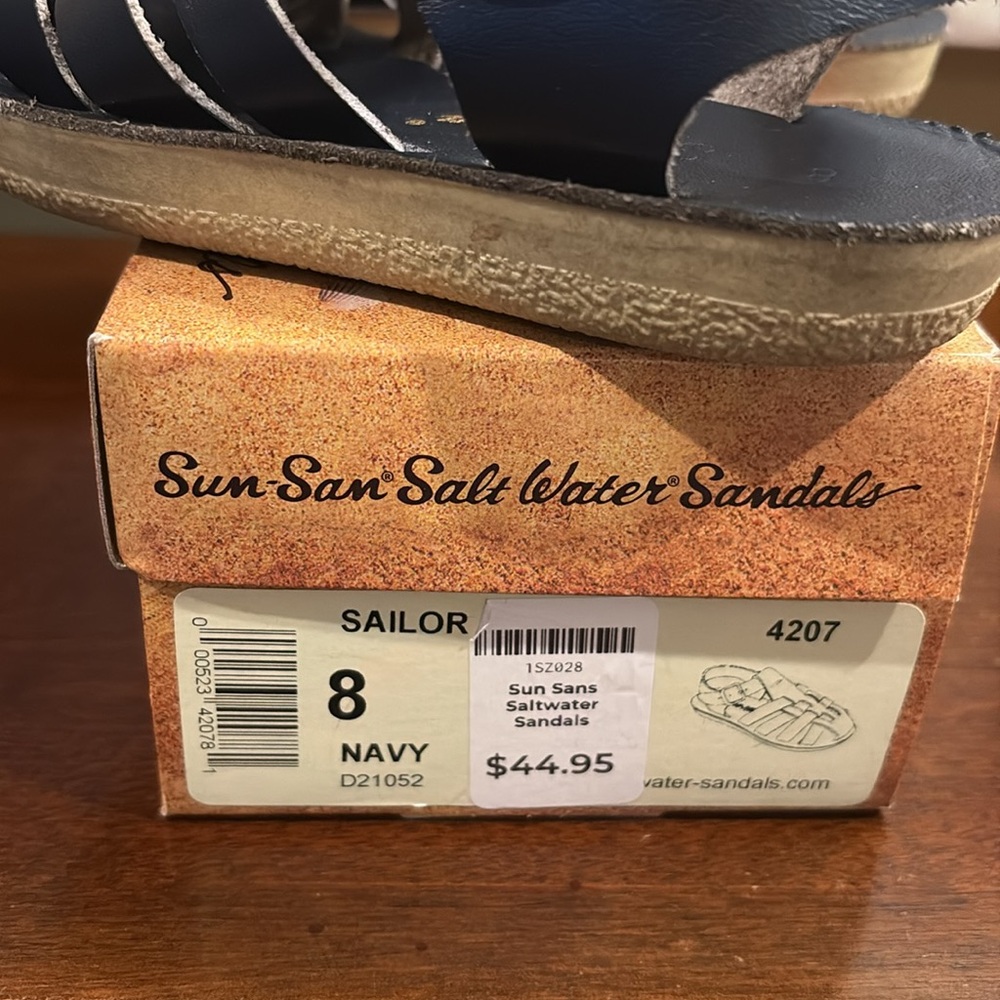 Sun-San® Salt Water® Sandals
SAILOR
4207
8
NAVY
D21052
0 00523 42078 1
1SZ028
Sun Sans
Saltwater
Sandals
$44.95
water-sandals.com